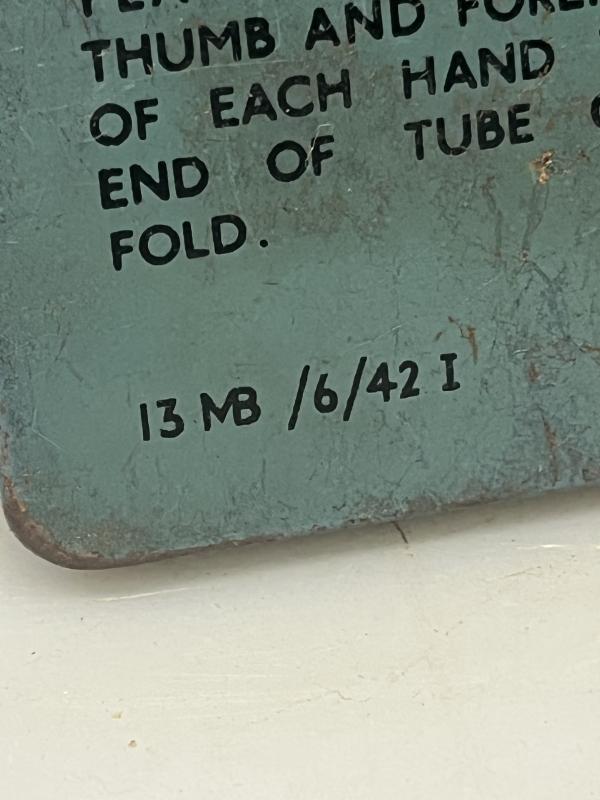 THUMB AND
OF EACH HAND
END OF TUBE
FOLD.
13 MB /6/42 I